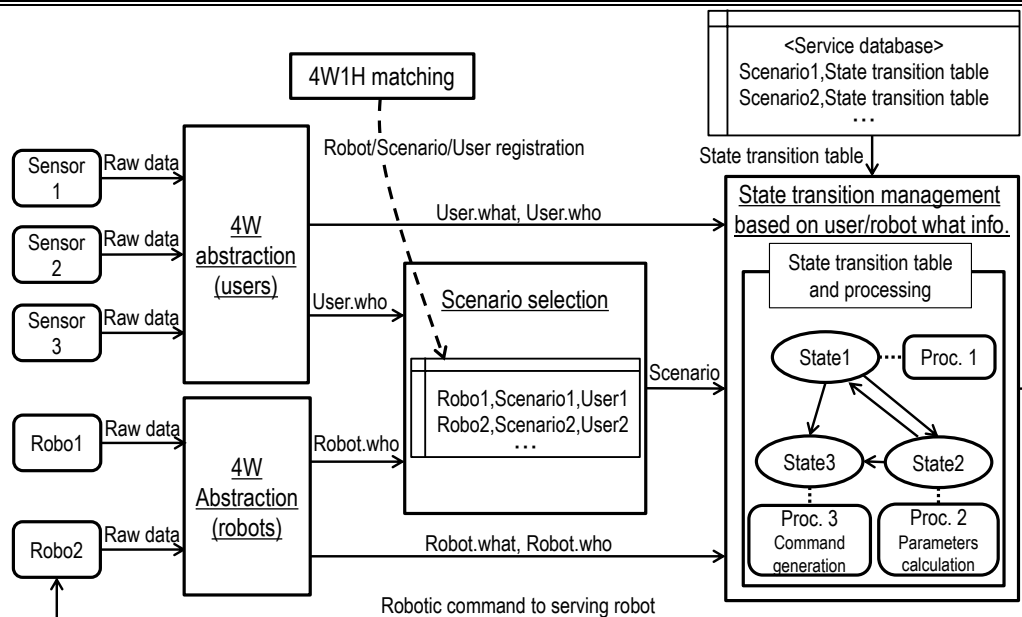 <Service database>
Scenario1,State transition table
Scenario2,State transition table
...
4W1H matching
Robot/Scenario/User registration
State transition table
Sensor
1
Raw data
Sensor
2
Raw data
Sensor
3
Raw data
4W
abstraction
(users)
User.what, User.who
User.who
Scenario selection
Robo1,Scenario1,User1
Robo2,Scenario2,User2
...
Scenario
State transition management
based on user/robot what info.
State transition table
and processing
State1
Proc. 1
State3
State2
Proc. 3
Command
generation
Proc. 2
Parameters
calculation
Robo1
Raw data
Robo2
Raw data
4W
Abstraction
(robots)
Robot.who
Robot.what, Robot.who
Robotic command to serving robot